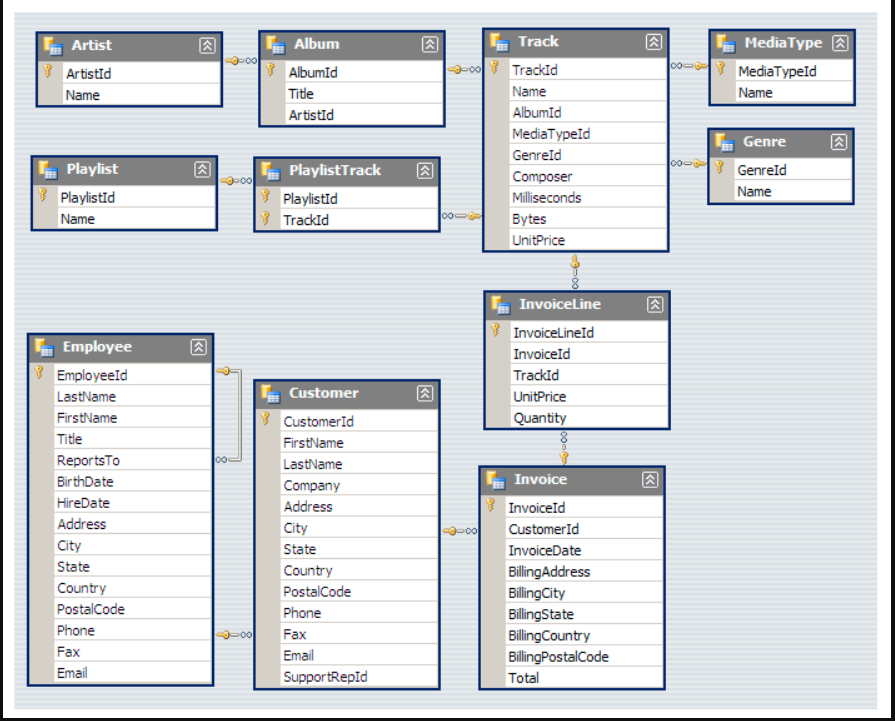 Artist
ArtistId
Name
Album
AlbumId
Title
ArtistId
Track
TrackId
Name
AlbumId
MediaTypeId
GenreId
Composer
Milliseconds
Bytes
UnitPrice
MediaType
MediaTypeId
Name
Genre
GenreId
Name
Playlist
PlaylistId
Name
PlaylistTrack
PlaylistId
TrackId
InvoiceLine
InvoiceLineId
InvoiceId
TrackId
UnitPrice
Quantity
Employee
EmployeeId
LastName
FirstName
Title
ReportsTo
BirthDate
HireDate
Address
City
State
Country
PostalCode
Phone
Fax
Email
Customer
CustomerId
FirstName
LastName
Company
Address
City
State
Country
PostalCode
Phone
Fax
Email
SupportRepId
Invoice
InvoiceId
CustomerId
InvoiceDate
BillingAddress
BillingCity
BillingState
BillingCountry
BillingPostalCode
Total